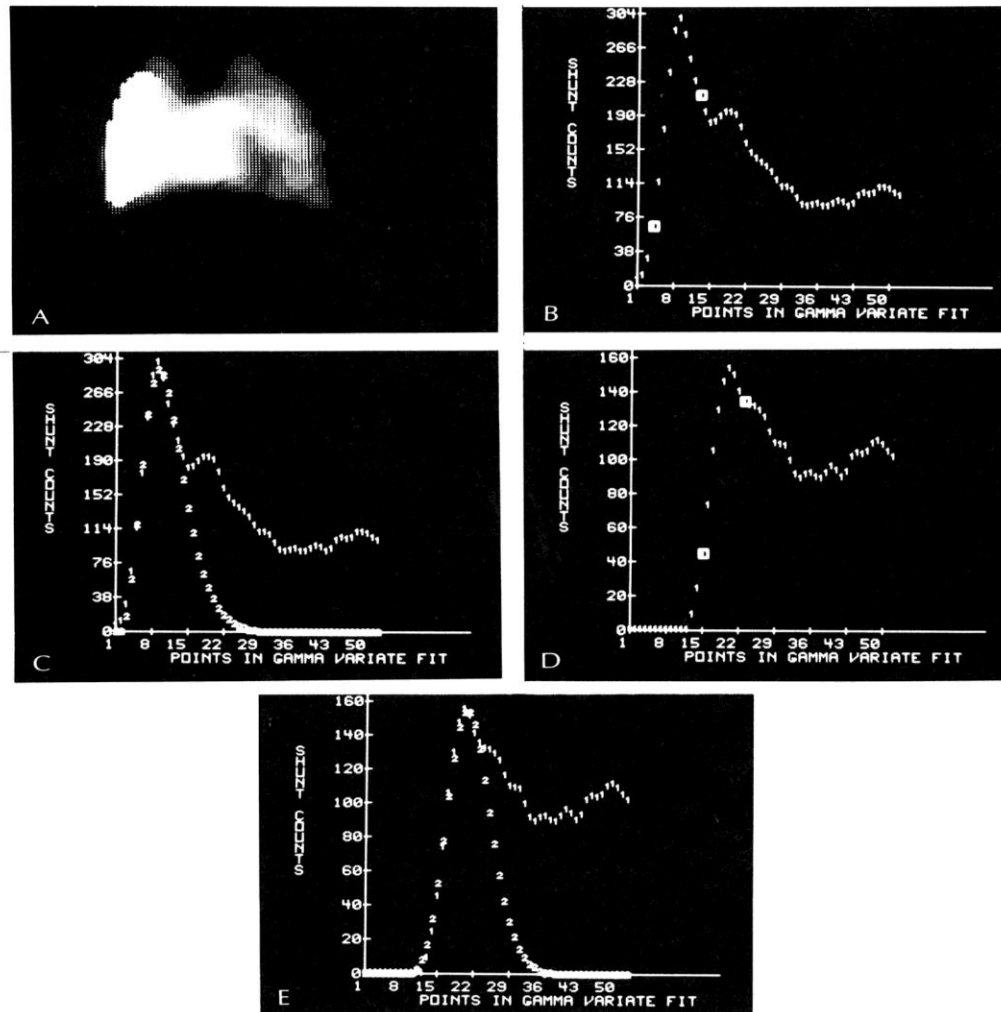 A
304
266
228
190
152
114
76
38
0
SHUNT COUNTS
1 8 15 22 29 36 43 50
POINTS IN GAMMA VARIATE FIT
B
304
266
228
190
152
114
76
38
0
SHUNT COUNTS
1 8 15 22 29 36 43 50
POINTS IN GAMMA VARIATE FIT
C
160
140
120
100
80
60
40
20
0
SHUNT COUNTS
1 8 15 22 29 36 43 50
POINTS IN GAMMA VARIATE FIT
D
160
140
120
100
80
60
40
20
0
SHUNT COUNTS
1 8 15 22 29 36 43 50
POINTS IN GAMMA VARIATE FIT
E